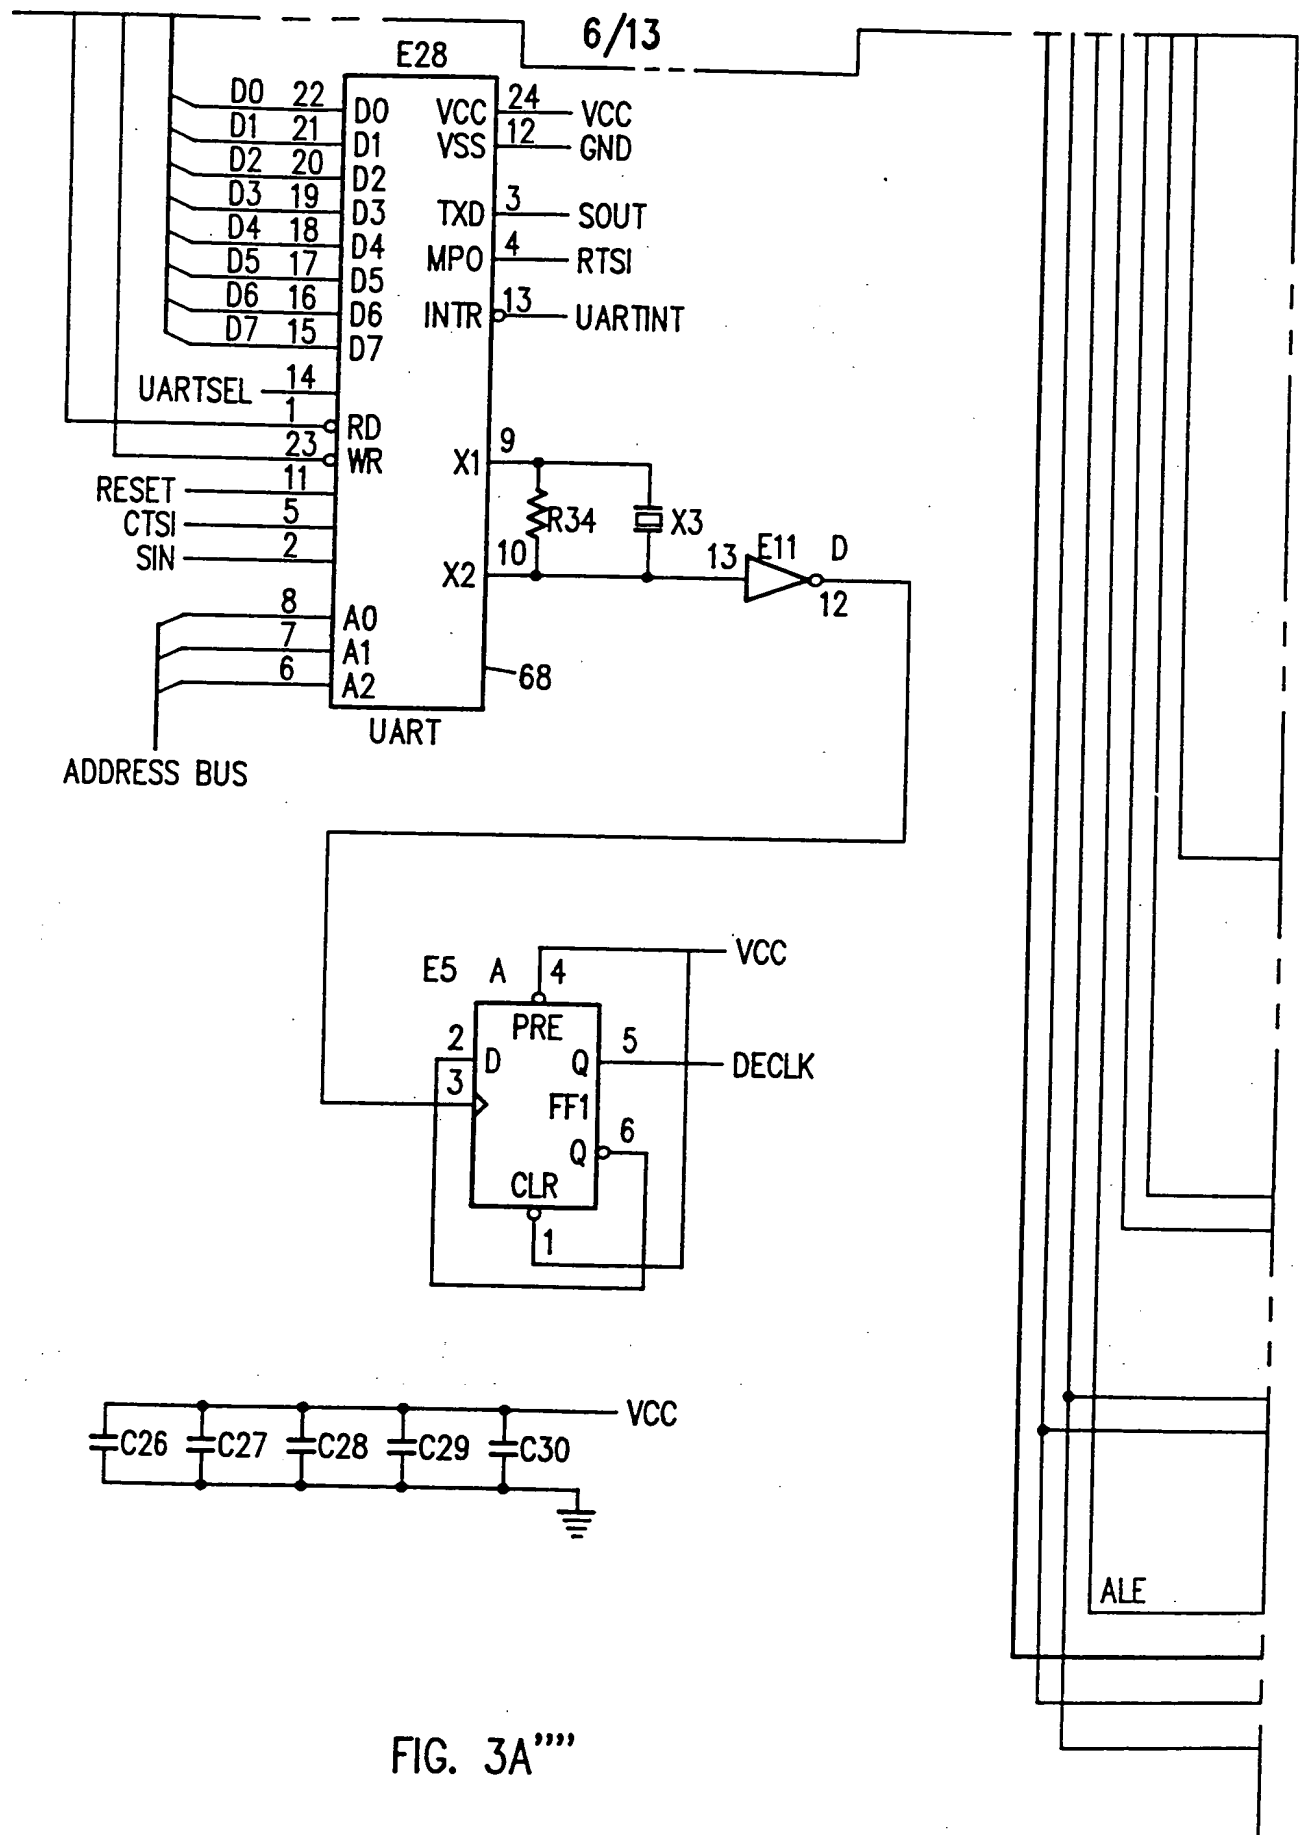 6/13
E28
D0 22 D0 VCC 24 VCC
D1 21 D1 VSS 12 GND
D2 20 D2
D3 19 D3 TXD 3 SOUT
D4 18 D4 MPO 4 RTSI
D5 17 D5
D6 16 D6 INTR 13 UARTINT
D7 15 D7
UARTSEL 14
1 RD
23 WR X1 9
RESET 11
CTSI 5 R34 X3
SIN 2 X2 10 13 E11 D
12
8 A0
7 A1
6 A2 68
UART
ADDRESS BUS
E5 A 4 VCC
PRE
2 D Q 5 DECLK
3 FF1
Q 6
CLR
1
VCC
C26 C27 C28 C29 C30
ALE
FIG. 3A""